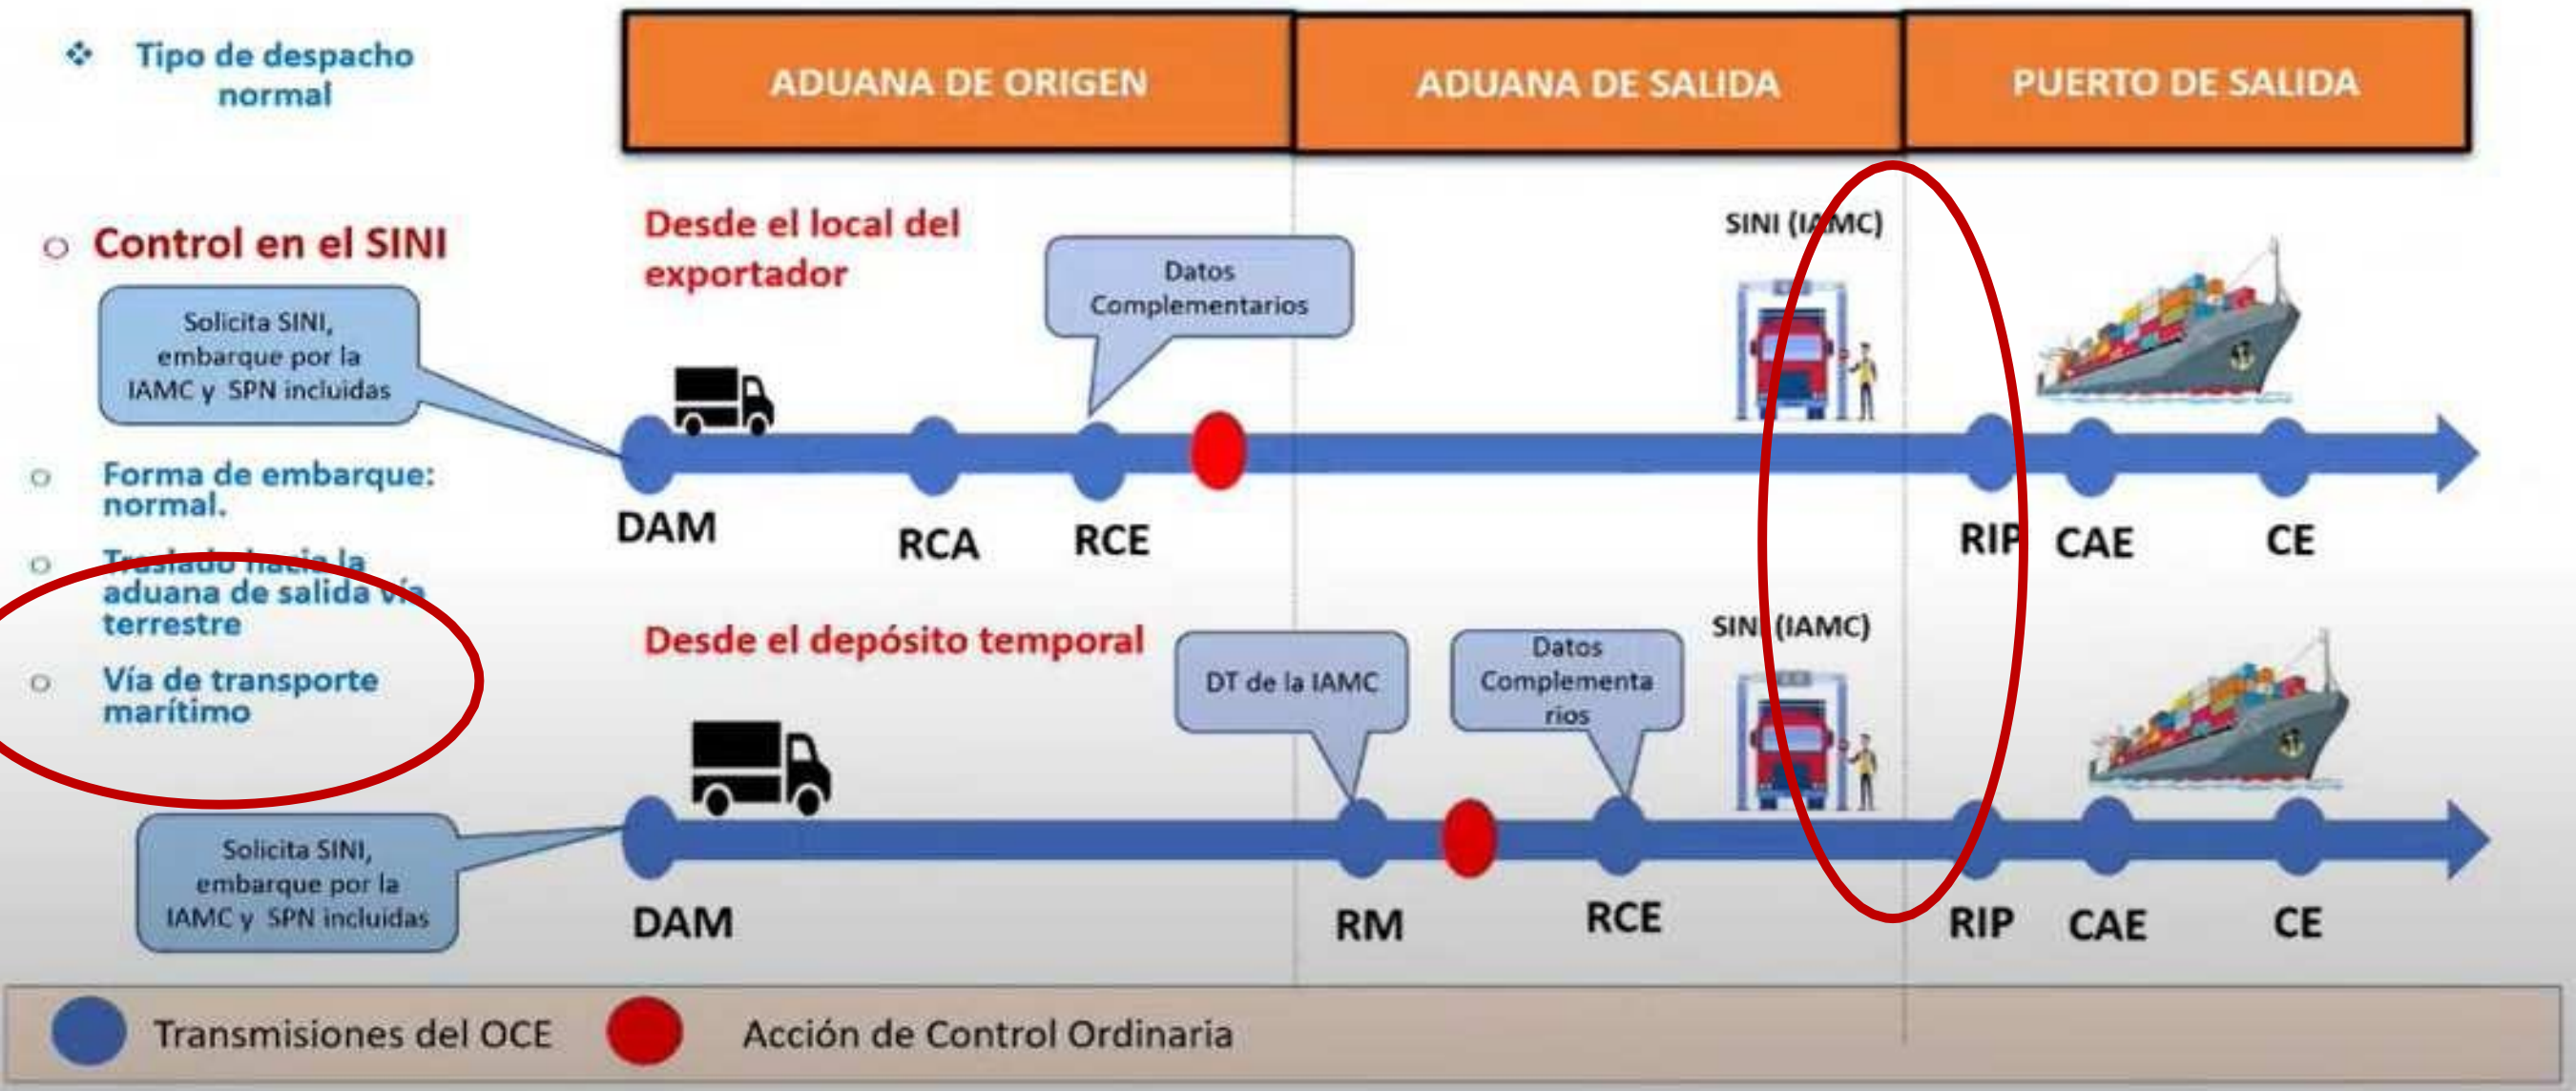 ❖ Tipo de despacho
normal
ADUANA DE ORIGEN
ADUANA DE SALIDA
PUERTO DE SALIDA
○ Control en el SINI
Solicita SINI,
embarque por la
IAMC y SPN incluidas
○ Forma de embarque:
normal.
○ Traslado hacia la
aduana de salida vía
terrestre
○ Vía de transporte
marítimo
Solicita SINI,
embarque por la
IAMC y SPN incluidas
Desde el local del
exportador
Datos
Complementarios
SINI (IAMC)
DAM
RCA
RCE
RIP
CAE
CE
Desde el depósito temporal
DT de la IAMC
Datos
Complementa
rios
SINI (IAMC)
DAM
RM
RCE
RIP
CAE
CE
Transmisiones del OCE
Acción de Control Ordinaria